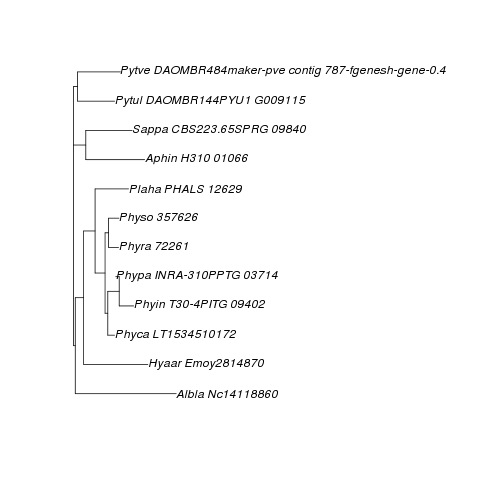 Pytve DAOMBR484maker-pve contig 787-fgenesh-gene-0.4
Pytul DAOMBR144PYU1 G009115
Sappa CBS223.65SPRG 09840
Aphin H310 01066
Plaha PHALS 12629
Physo 357626
Phyra 72261
Phypa INRA-310PPTG 03714
Phyin T30-4PITG 09402
Phyca LT1534510172
Hyaar Emoy2814870
Albla Nc14118860